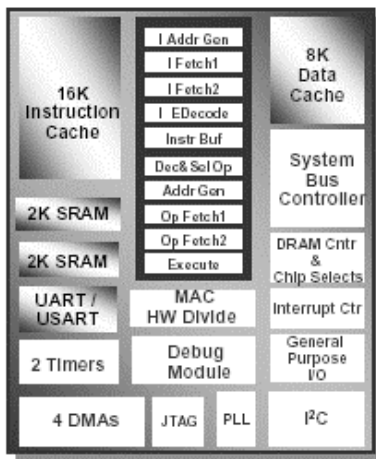 16K
Instruction
Cache
2K SRAM
2K SRAM
UART /
USART
2 Timers
4 DMAs
I Addr Gen
I Fetch1
I Fetch2
I EDecode
Instr Buf
Dec&Sel Op
Addr Gen
Op Fetch1
Op Fetch2
Execute
MAC
HW Divide
Debug
Module
JTAG
PLL
8K
Data
Cache
System
Bus
Controller
DRAM Cntr
&
Chip Selects
Interrupt Ctr
General
Purpose
I/O
I²C